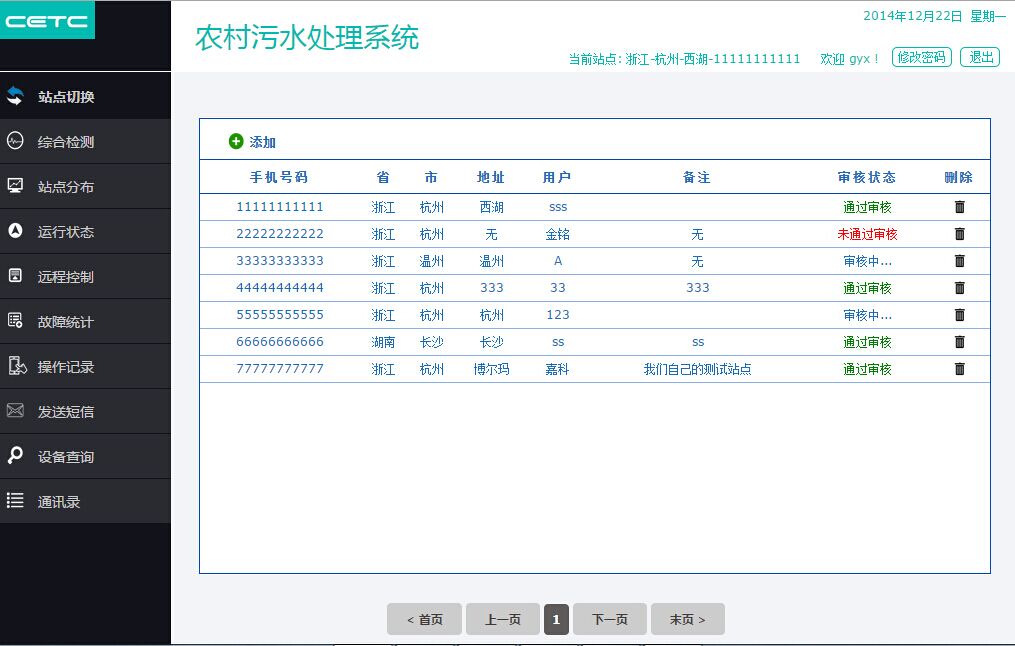 CETC
农村污水处理系统
2014年12月22日 星期一
当前站点: 浙江-杭州-西湖-11111111111 欢迎 gyx ! 修改密码 退出
站点切换
综合检测
站点分布
运行状态
远程控制
故障统计
操作记录
发送短信
设备查询
通讯录
添加
手机号码 省 市 地址 用户 备注 审核状态 删除
11111111111 浙江 杭州 西湖 sss 通过审核
22222222222 浙江 杭州 无 金铭 无 未通过审核
33333333333 浙江 温州 温州 A 无 审核中...
44444444444 浙江 杭州 333 33 333 通过审核
55555555555 浙江 杭州 杭州 123 审核中...
66666666666 湖南 长沙 长沙 ss ss 通过审核
77777777777 浙江 杭州 博尔玛 嘉科 我们自己的测试站点 通过审核
< 首页 上一页 1 下一页 末页 >